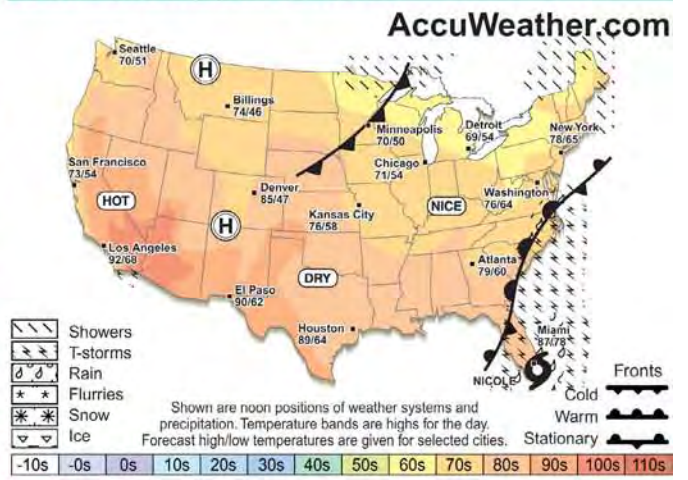 AccuWeather.com
Seattle
70/51
H
Billings
74/46
Minneapolis
70/50
Detroit
69/54
New York
78/65
San Francisco
73/54
Chicago
71/54
HOT
Denver
85/47
Kansas City
76/58
NICE
Washington
76/64
H
Los Angeles
92/68
DRY
Atlanta
79/60
El Paso
90/62
Houston
89/64
Miami
87/78
NICOLE
Showers
T-storms
Rain
Flurries
Snow
Ice
Shown are noon positions of weather systems and
precipitation. Temperature bands are highs for the day.
Forecast high/low temperatures are given for selected cities.
Fronts
Cold
Warm
Stationary
-10s -0s 0s 10s 20s 30s 40s 50s 60s 70s 80s 90s 100s 110s